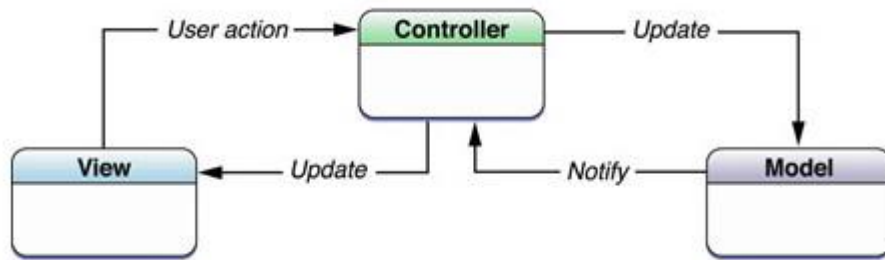 User action
Controller
Update
View
Update
Notify
Model